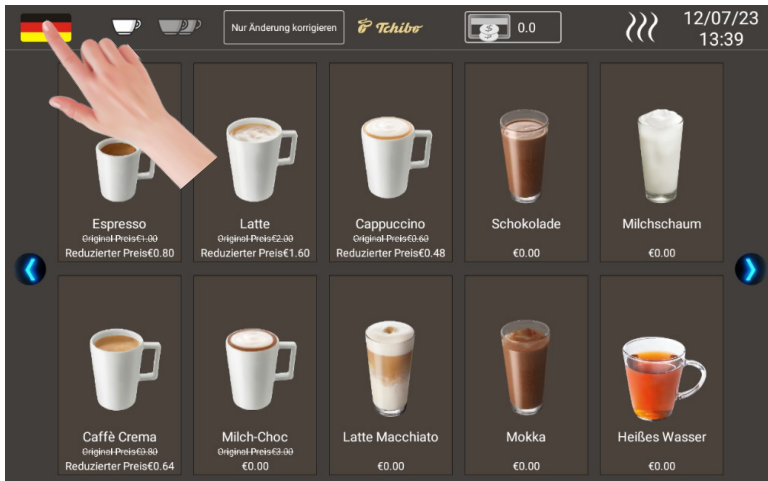 Nur Änderung korrigieren
Tchibo
0.0
12/07/23
13:39
Espresso
Original Preis€1.00
Reduzierter Preis€0.80
Latte
Original Preis€2.00
Reduzierter Preis€1.60
Cappuccino
Original Preis€0.60
Reduzierter Preis€0.48
Schokolade
€0.00
Milchschaum
€0.00
Caffè Crema
Original Preis€0.80
Reduzierter Preis€0.64
Milch-Choc
Original Preis€3.00
€0.00
Latte Macchiato
€0.00
Mokka
€0.00
Heißes Wasser
€0.00